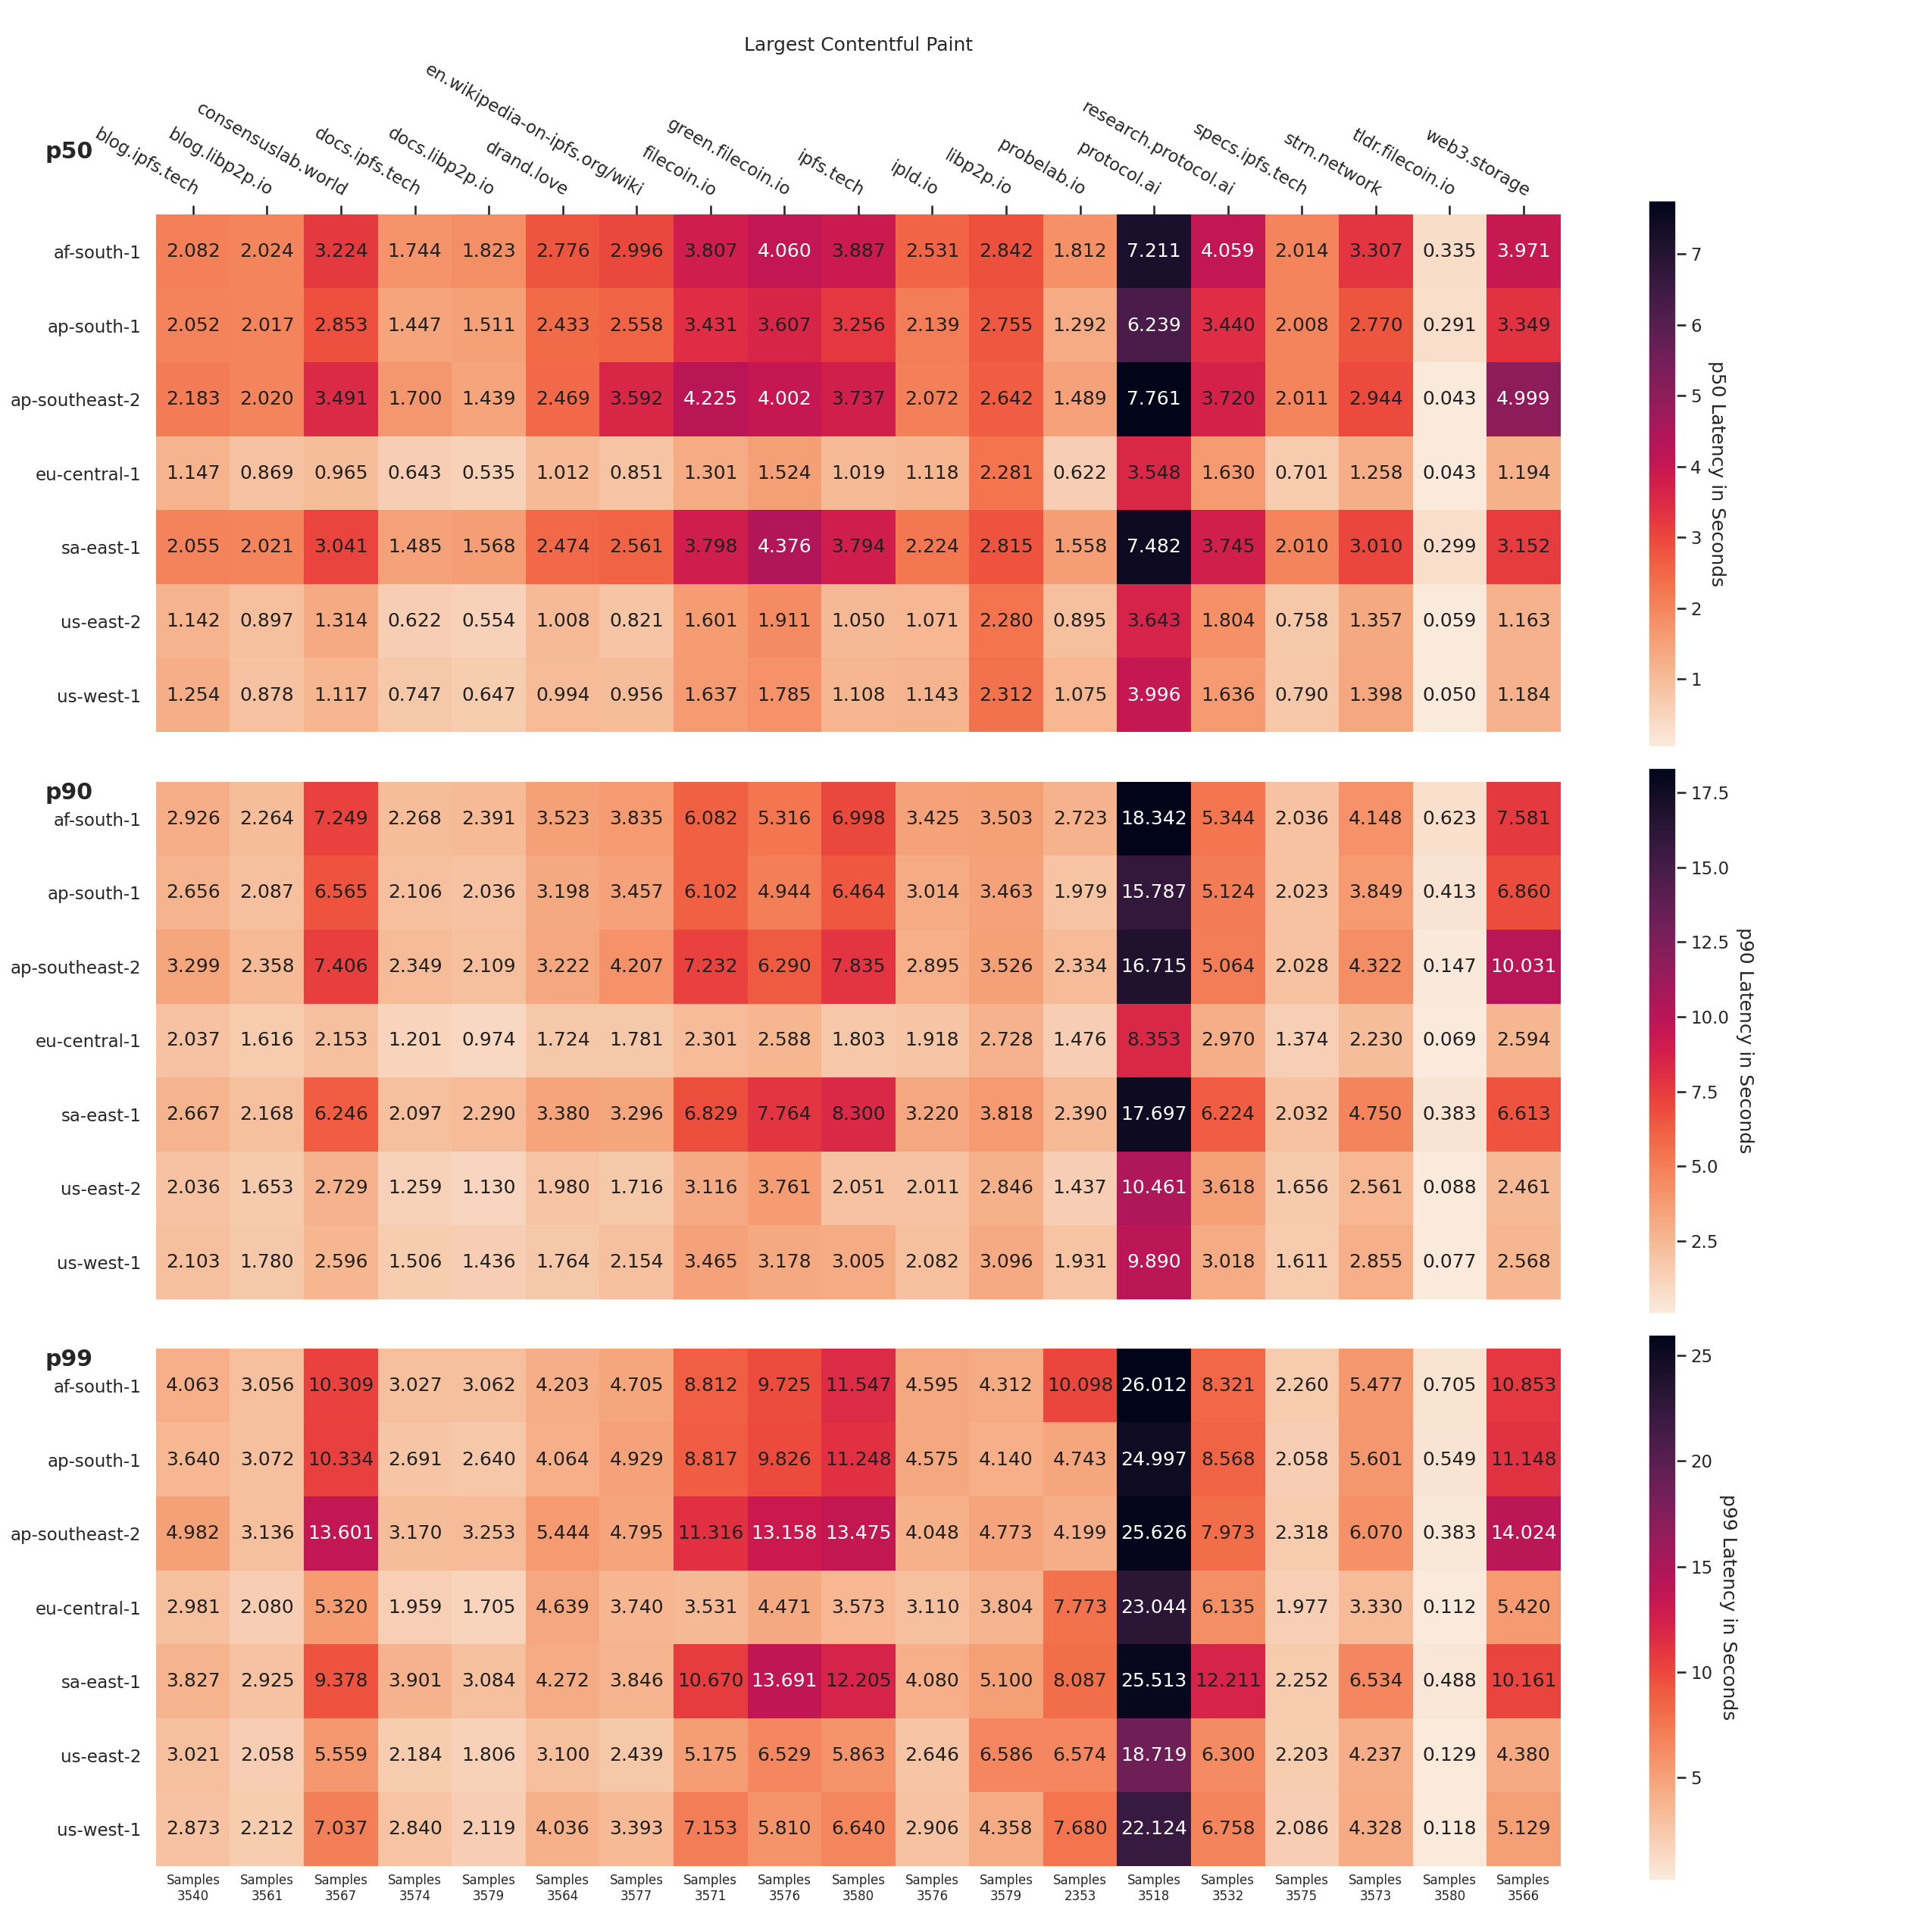 Largest Contentful Paint
p50
blog.ipfs.tech
blog.libp2p.io
consensuslab.world
docs.ipfs.tech
docs.libp2p.io
drand.love
en.wikipedia-on-ipfs.org/wiki
filecoin.io
green.filecoin.io
ipfs.tech
ipld.io
libp2p.io
probelab.io
protocol.ai
research.protocol.ai
specs.ipfs.tech
strn.network
tldr.filecoin.io
web3.storage
af-south-1 2.082 2.024 3.224 1.744 1.823 2.776 2.996 3.807 4.060 3.887 2.531 2.842 1.812 7.211 4.059 2.014 3.307 0.335 3.971
ap-south-1 2.052 2.017 2.853 1.447 1.511 2.433 2.558 3.431 3.607 3.256 2.139 2.755 1.292 6.239 3.440 2.008 2.770 0.291 3.349
ap-southeast-2 2.183 2.020 3.491 1.700 1.439 2.469 3.592 4.225 4.002 3.737 2.072 2.642 1.489 7.761 3.720 2.011 2.944 0.043 4.999
eu-central-1 1.147 0.869 0.965 0.643 0.535 1.012 0.851 1.301 1.524 1.019 1.118 2.281 0.622 3.548 1.630 0.701 1.258 0.043 1.194
sa-east-1 2.055 2.021 3.041 1.485 1.568 2.474 2.561 3.798 4.376 3.794 2.224 2.815 1.558 7.482 3.745 2.010 3.010 0.299 3.152
us-east-2 1.142 0.897 1.314 0.622 0.554 1.008 0.821 1.601 1.911 1.050 1.071 2.280 0.895 3.643 1.804 0.758 1.357 0.059 1.163
us-west-1 1.254 0.878 1.117 0.747 0.647 0.994 0.956 1.637 1.785 1.108 1.143 2.312 1.075 3.996 1.636 0.790 1.398 0.050 1.184
7
6
5
4
3
2
1
p50 Latency in Seconds
p90
af-south-1 2.926 2.264 7.249 2.268 2.391 3.523 3.835 6.082 5.316 6.998 3.425 3.503 2.723 18.342 5.344 2.036 4.148 0.623 7.581
ap-south-1 2.656 2.087 6.565 2.106 2.036 3.198 3.457 6.102 4.944 6.464 3.014 3.463 1.979 15.787 5.124 2.023 3.849 0.413 6.860
ap-southeast-2 3.299 2.358 7.406 2.349 2.109 3.222 4.207 7.232 6.290 7.835 2.895 3.526 2.334 16.715 5.064 2.028 4.322 0.147 10.031
eu-central-1 2.037 1.616 2.153 1.201 0.974 1.724 1.781 2.301 2.588 1.803 1.918 2.728 1.476 8.353 2.970 1.374 2.230 0.069 2.594
sa-east-1 2.667 2.168 6.246 2.097 2.290 3.380 3.296 6.829 7.764 8.300 3.220 3.818 2.390 17.697 6.224 2.032 4.750 0.383 6.613
us-east-2 2.036 1.653 2.729 1.259 1.130 1.980 1.716 3.116 3.761 2.051 2.011 2.846 1.437 10.461 3.618 1.656 2.561 0.088 2.461
us-west-1 2.103 1.780 2.596 1.506 1.436 1.764 2.154 3.465 3.178 3.005 2.082 3.096 1.931 9.890 3.018 1.611 2.855 0.077 2.568
17.5
15.0
12.5
10.0
7.5
5.0
2.5
p90 Latency in Seconds
p99
af-south-1 4.063 3.056 10.309 3.027 3.062 4.203 4.705 8.812 9.725 11.547 4.595 4.312 10.098 26.012 8.321 2.260 5.477 0.705 10.853
ap-south-1 3.640 3.072 10.334 2.691 2.640 4.064 4.929 8.817 9.826 11.248 4.575 4.140 4.743 24.997 8.568 2.058 5.601 0.549 11.148
ap-southeast-2 4.982 3.136 13.601 3.170 3.253 5.444 4.795 11.316 13.158 13.475 4.048 4.773 4.199 25.626 7.973 2.318 6.070 0.383 14.024
eu-central-1 2.981 2.080 5.320 1.959 1.705 4.639 3.740 3.531 4.471 3.573 3.110 3.804 7.773 23.044 6.135 1.977 3.330 0.112 5.420
sa-east-1 3.827 2.925 9.378 3.901 3.084 4.272 3.846 10.670 13.691 12.205 4.080 5.100 8.087 25.513 12.211 2.252 6.534 0.488 10.161
us-east-2 3.021 2.058 5.559 2.184 1.806 3.100 2.439 5.175 6.529 5.863 2.646 6.586 6.574 18.719 6.300 2.203 4.237 0.129 4.380
us-west-1 2.873 2.212 7.037 2.840 2.119 4.036 3.393 7.153 5.810 6.640 2.906 4.358 7.680 22.124 6.758 2.086 4.328 0.118 5.129
25
20
15
10
5
p99 Latency in Seconds
Samples Samples Samples Samples Samples Samples Samples Samples Samples Samples Samples Samples Samples Samples Samples Samples Samples Samples Samples
3540 3561 3567 3574 3579 3564 3577 3571 3576 3580 3576 3579 2353 3518 3532 3575 3573 3580 3566